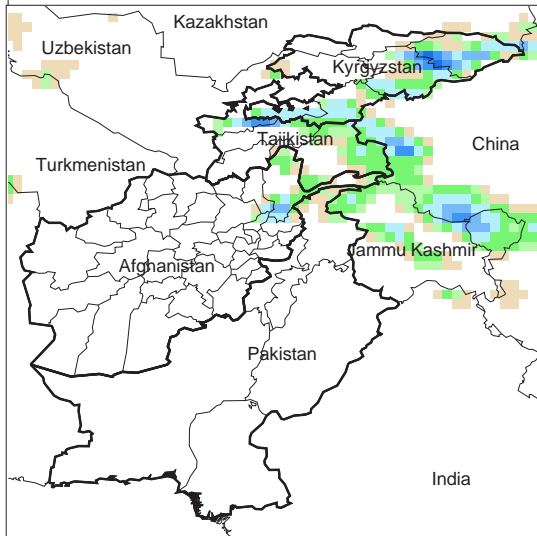 Kazakhstan
Uzbekistan
Kyrgyzstan
Tajikistan
China
Turkmenistan
Jammu Kashmir
Afghanistan
Pakistan
India